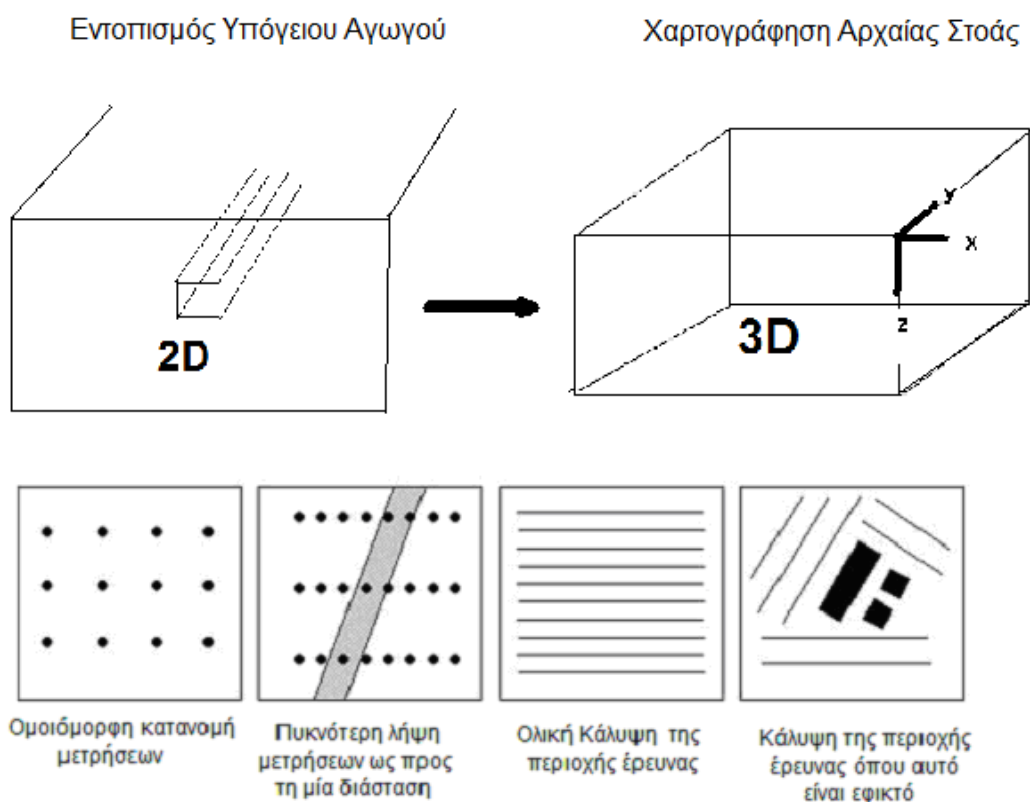 Εντοπισμός Υπόγειου Αγωγού
Χαρτογράφηση Αρχαίας Στοάς
2D
3D
y
x
z
Ομοιόμορφη κατανομή
μετρήσεων
Πυκνότερη λήψη
μετρήσεων ως προς
τη μία διάσταση
Ολική Κάλυψη της
περιοχής έρευνας
Κάλυψη της περιοχής
έρευνας όπου αυτό
είναι εφικτό